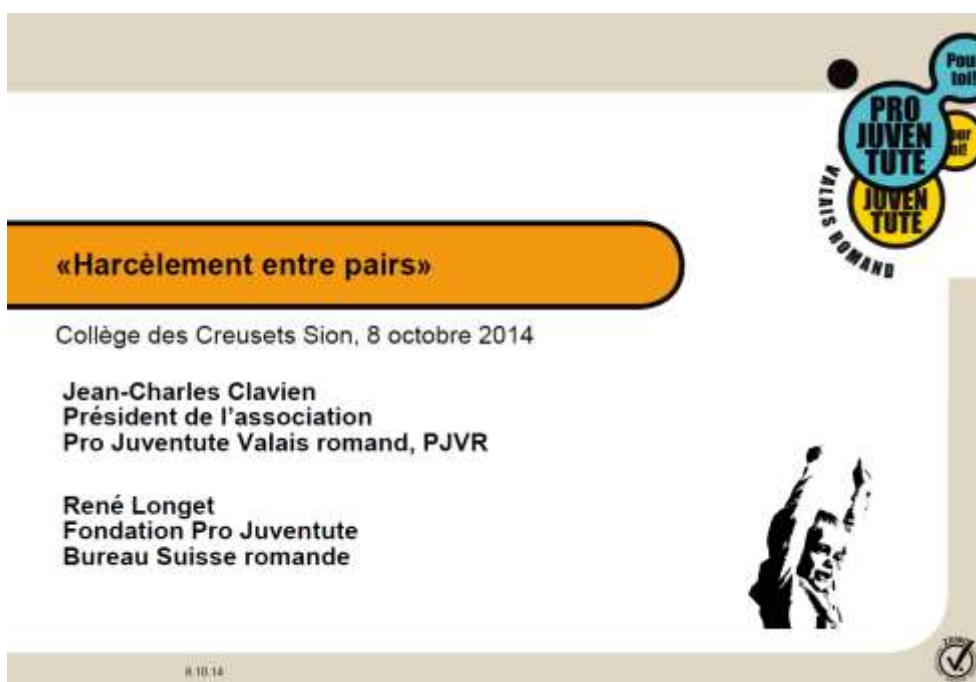 Pour
toi!
PRO
JUVEN
TUTE
JUVEN
TUTE
VALAIS ROMAND
«Harcèlement entre pairs»
Collège des Creusets Sion, 8 octobre 2014
Jean-Charles Clavien
Président de l'association
Pro Juventute Valais romand, PJVR
René Longet
Fondation Pro Juventute
Bureau Suisse romande
8.10.14